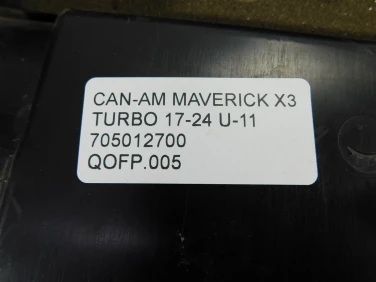 CAN-AM MAVERICK X3
TURBO 17-24 U-11
705012700
QOFP.005